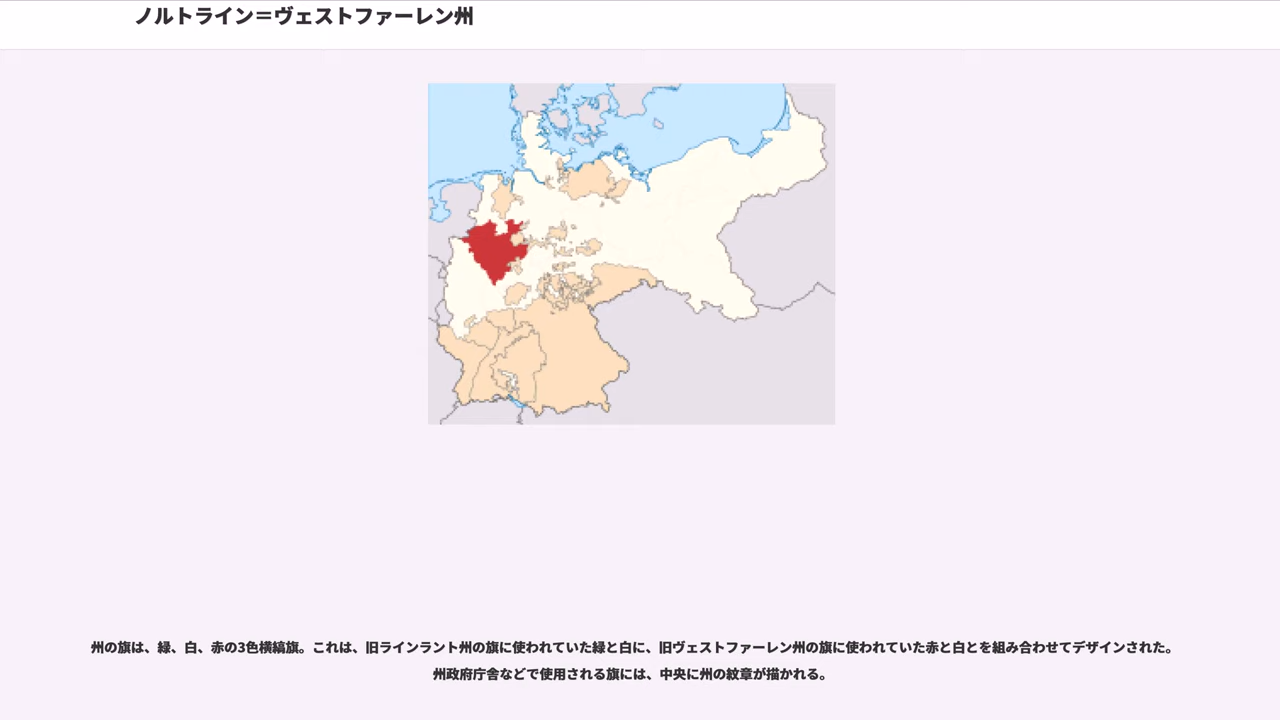 ノルトライン=ヴェストファーレン州
州の旗は、緑、白、赤の3色横縞旗。これは、旧ラインラント州の旗に使われていた緑と白に、旧ヴェストファーレン州の旗に使われていた赤と白とを組み合わせてデザインされた。
州政府庁舎などで使用される旗には、中央に州の紋章が描かれる。